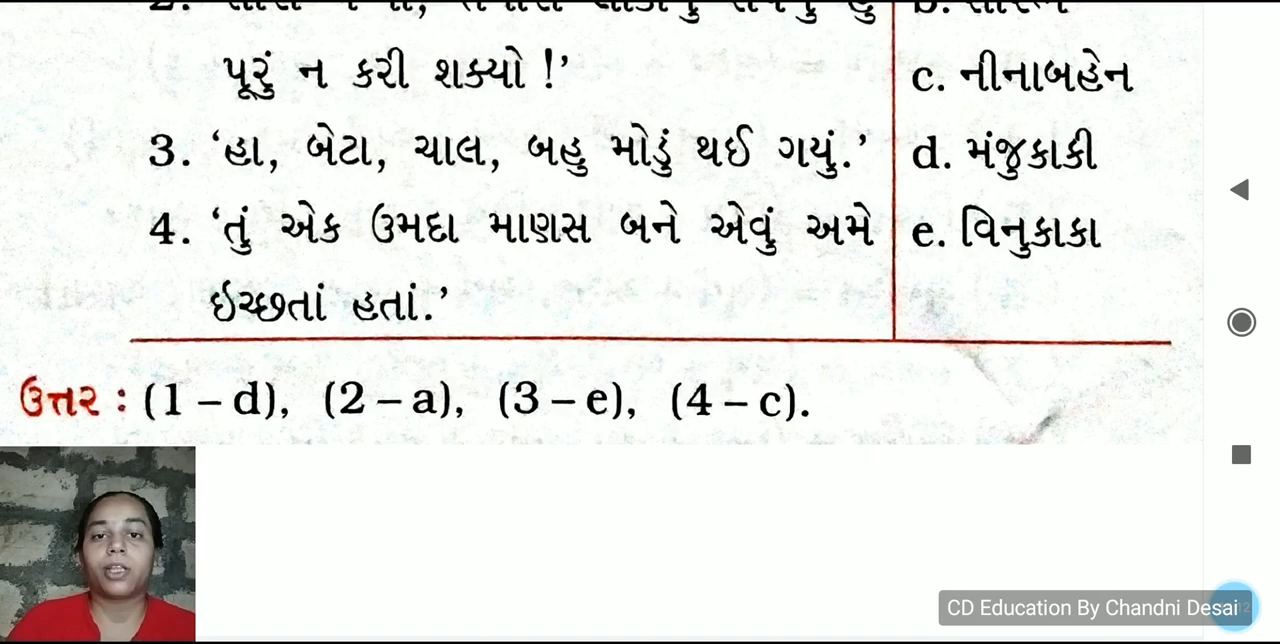 પૂરું ન કરી શક્યો !’ c. નીનાબહેન
3. ‘હા, બેટા, ચાલ, બહુ મોડું થઈ ગયું.’ d. મંજુકાકી
4. ‘તું એક ઉમદા માણસ બને એવું અમે e. વિનુકાકા
ઇચ્છતાં હતાં.’
ઉત્તર : (1 – d), (2 – a), (3 – e), (4 – c).
CD Education By Chandni Desai